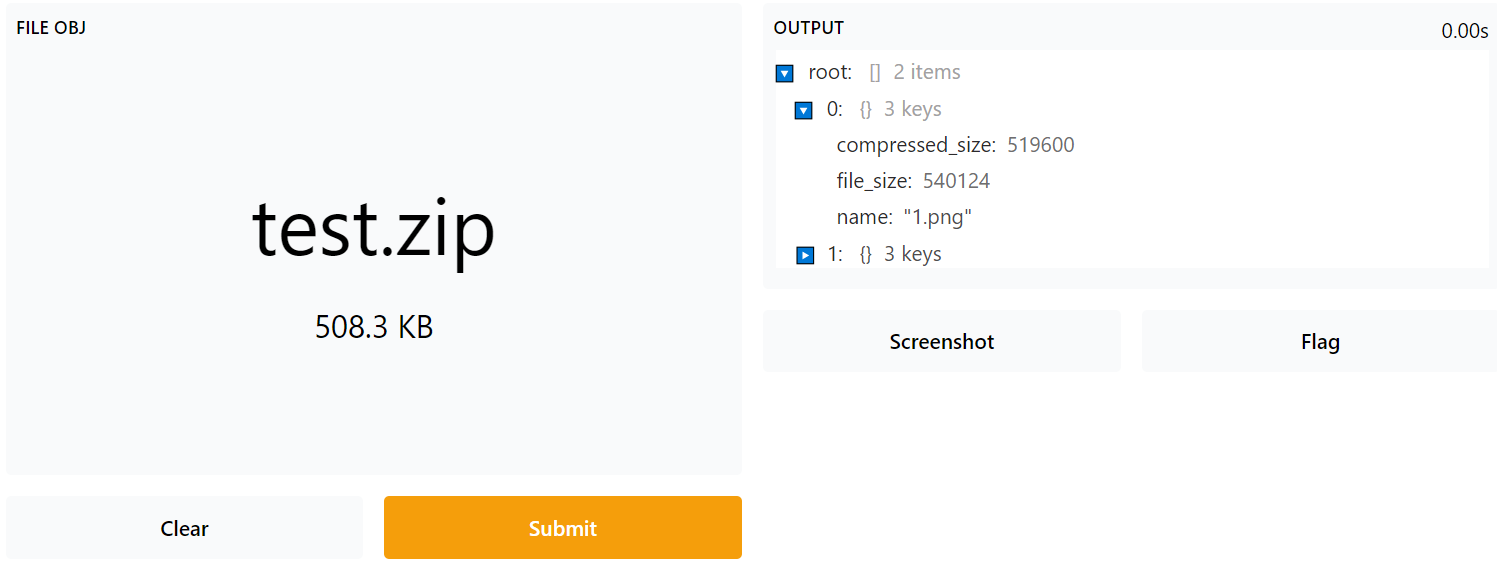 FILE OBJ
test.zip
508.3 KB
Clear
Submit
OUTPUT
0.00s
root: [] 2 items
0: {} 3 keys
compressed_size: 519600
file_size: 540124
name: "1.png"
1: {} 3 keys
Screenshot
Flag